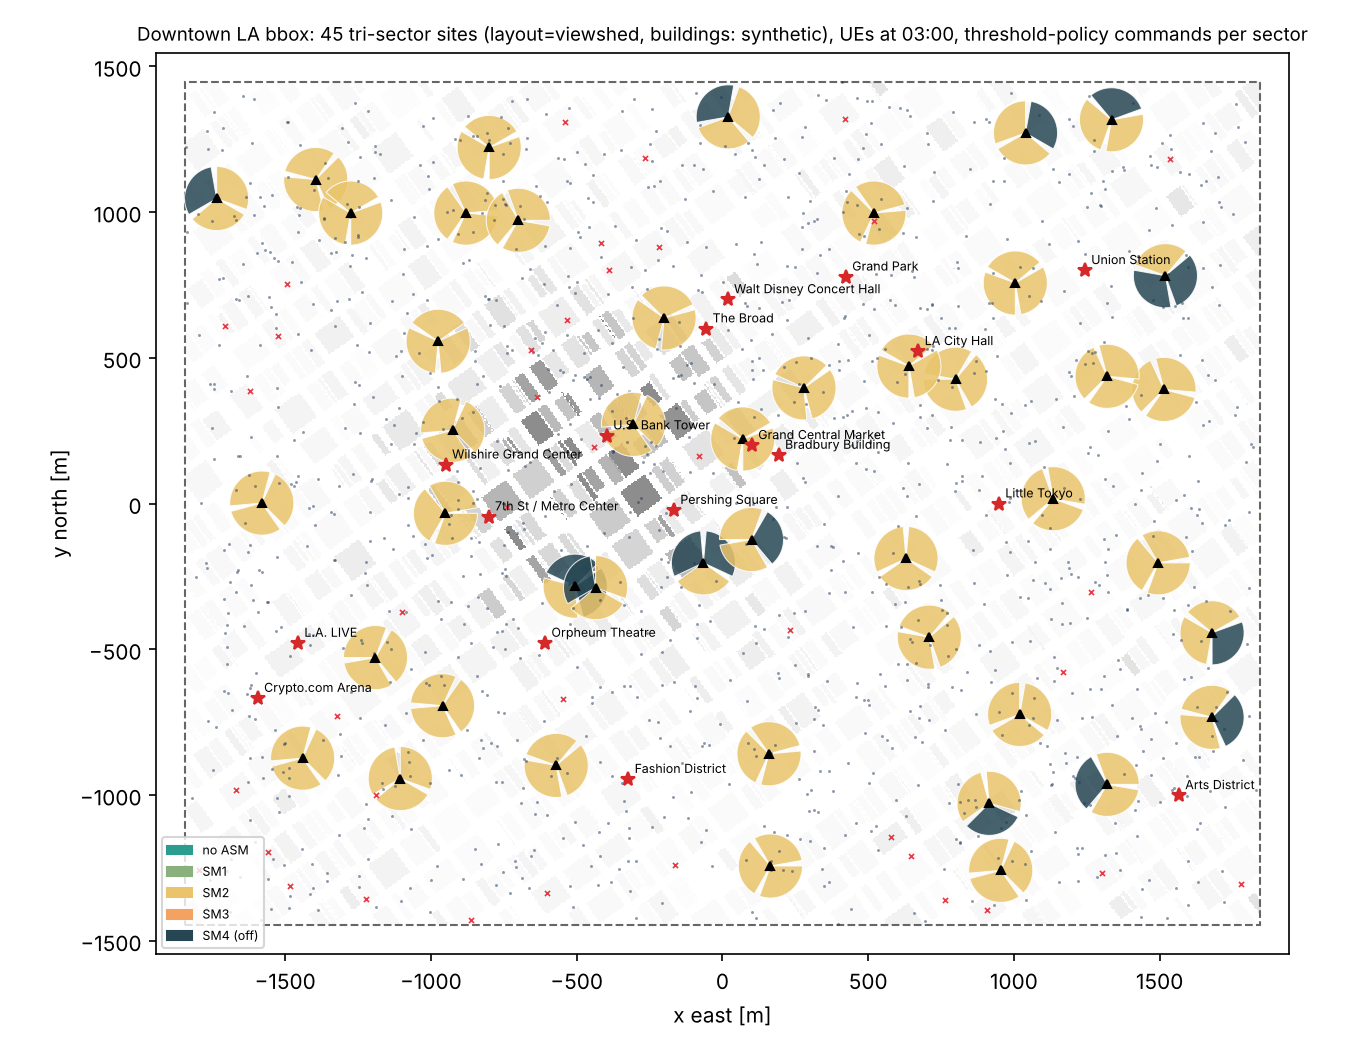 Downtown LA bbox: 45 tri-sector sites (layout=viewshed, buildings: synthetic), UEs at 03:00, threshold-policy commands per sector
1500
1000
500
0
−500
−1000
−1500
y north [m]
Union Station
Grand Park
Walt Disney Concert Hall
The Broad
LA City Hall
U.S. Bank Tower
Grand Central Market
Bradbury Building
Wilshire Grand Center
Little Tokyo
Pershing Square
7th St / Metro Center
L.A. LIVE
Orpheum Theatre
Crypto.com Arena
Fashion District
Arts District
no ASM
SM1
SM2
SM3
SM4 (off)
−1500
−1000
−500
0
500
1000
1500
x east [m]